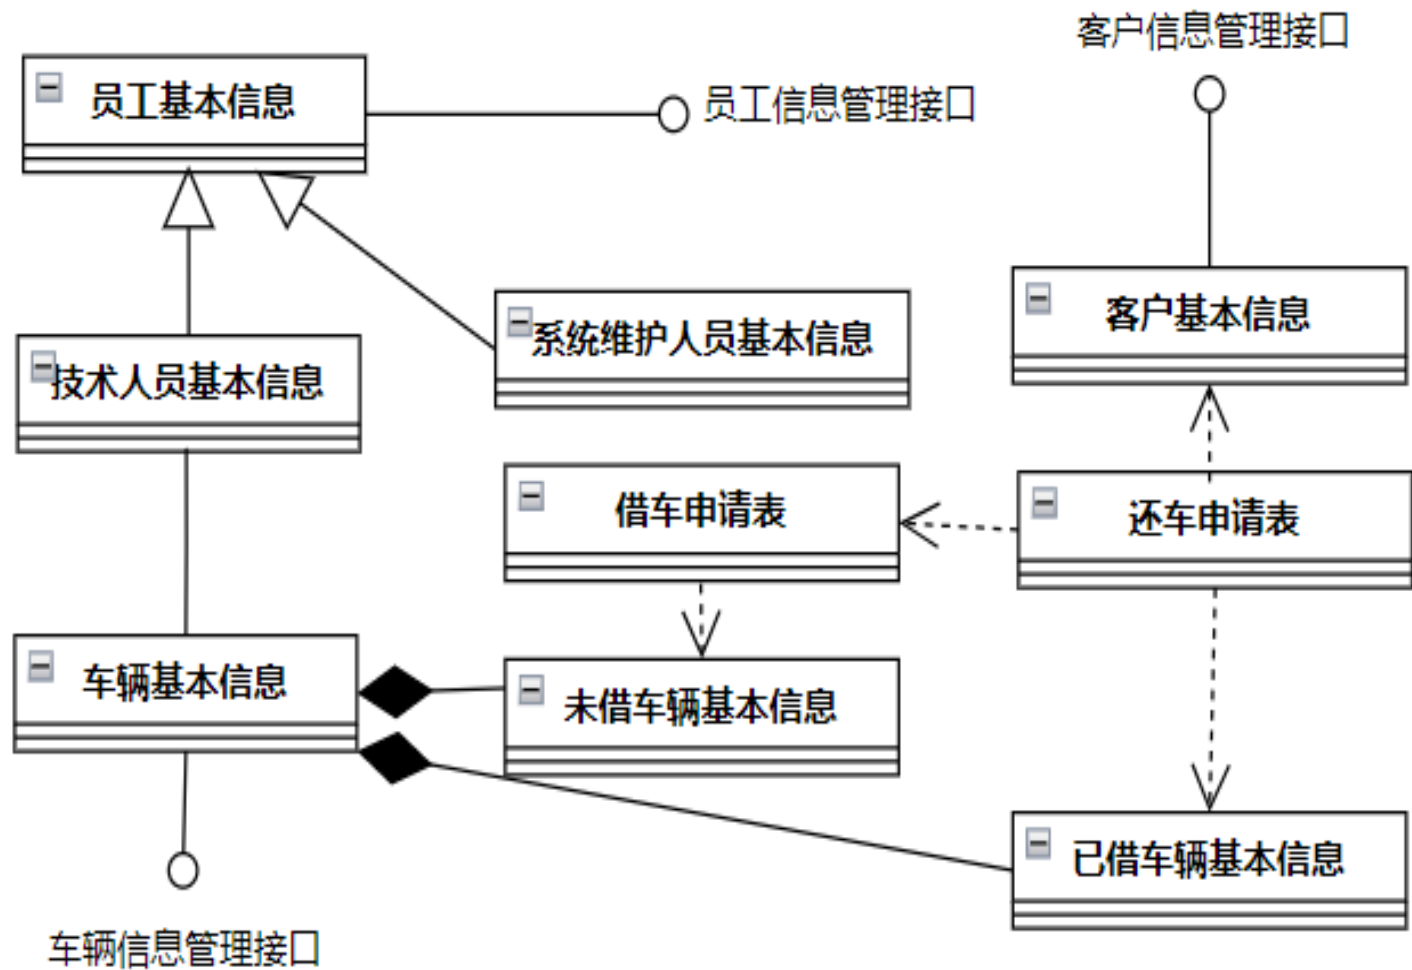 客户信息管理接口
员工基本信息
员工信息管理接口
系统维护人员基本信息
客户基本信息
技术人员基本信息
借车申请表
还车申请表
车辆基本信息
未借车辆基本信息
已借车辆基本信息
车辆信息管理接口